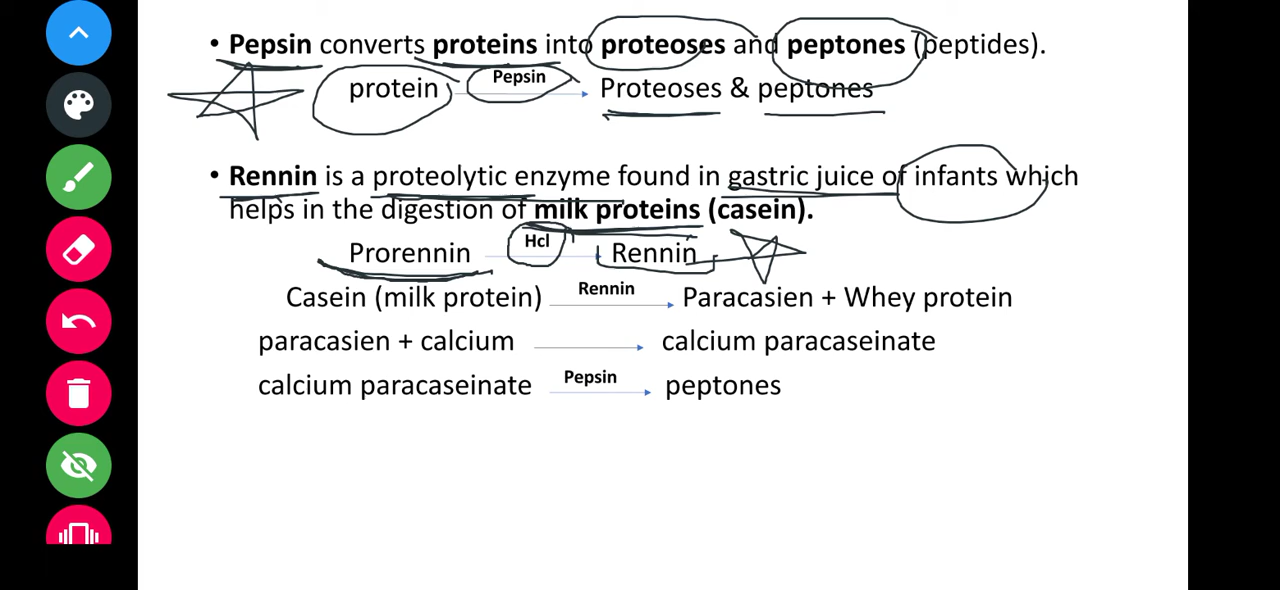 • Pepsin converts proteins into proteoses and peptones (peptides).
protein Pepsin Proteoses & peptones
• Rennin is a proteolytic enzyme found in gastric juice of infants which
helps in the digestion of milk proteins (casein).
Prorennin Hcl Rennin
Casein (milk protein) Rennin Paracasien + Whey protein
paracasien + calcium calcium paracaseinate
calcium paracaseinate Pepsin peptones